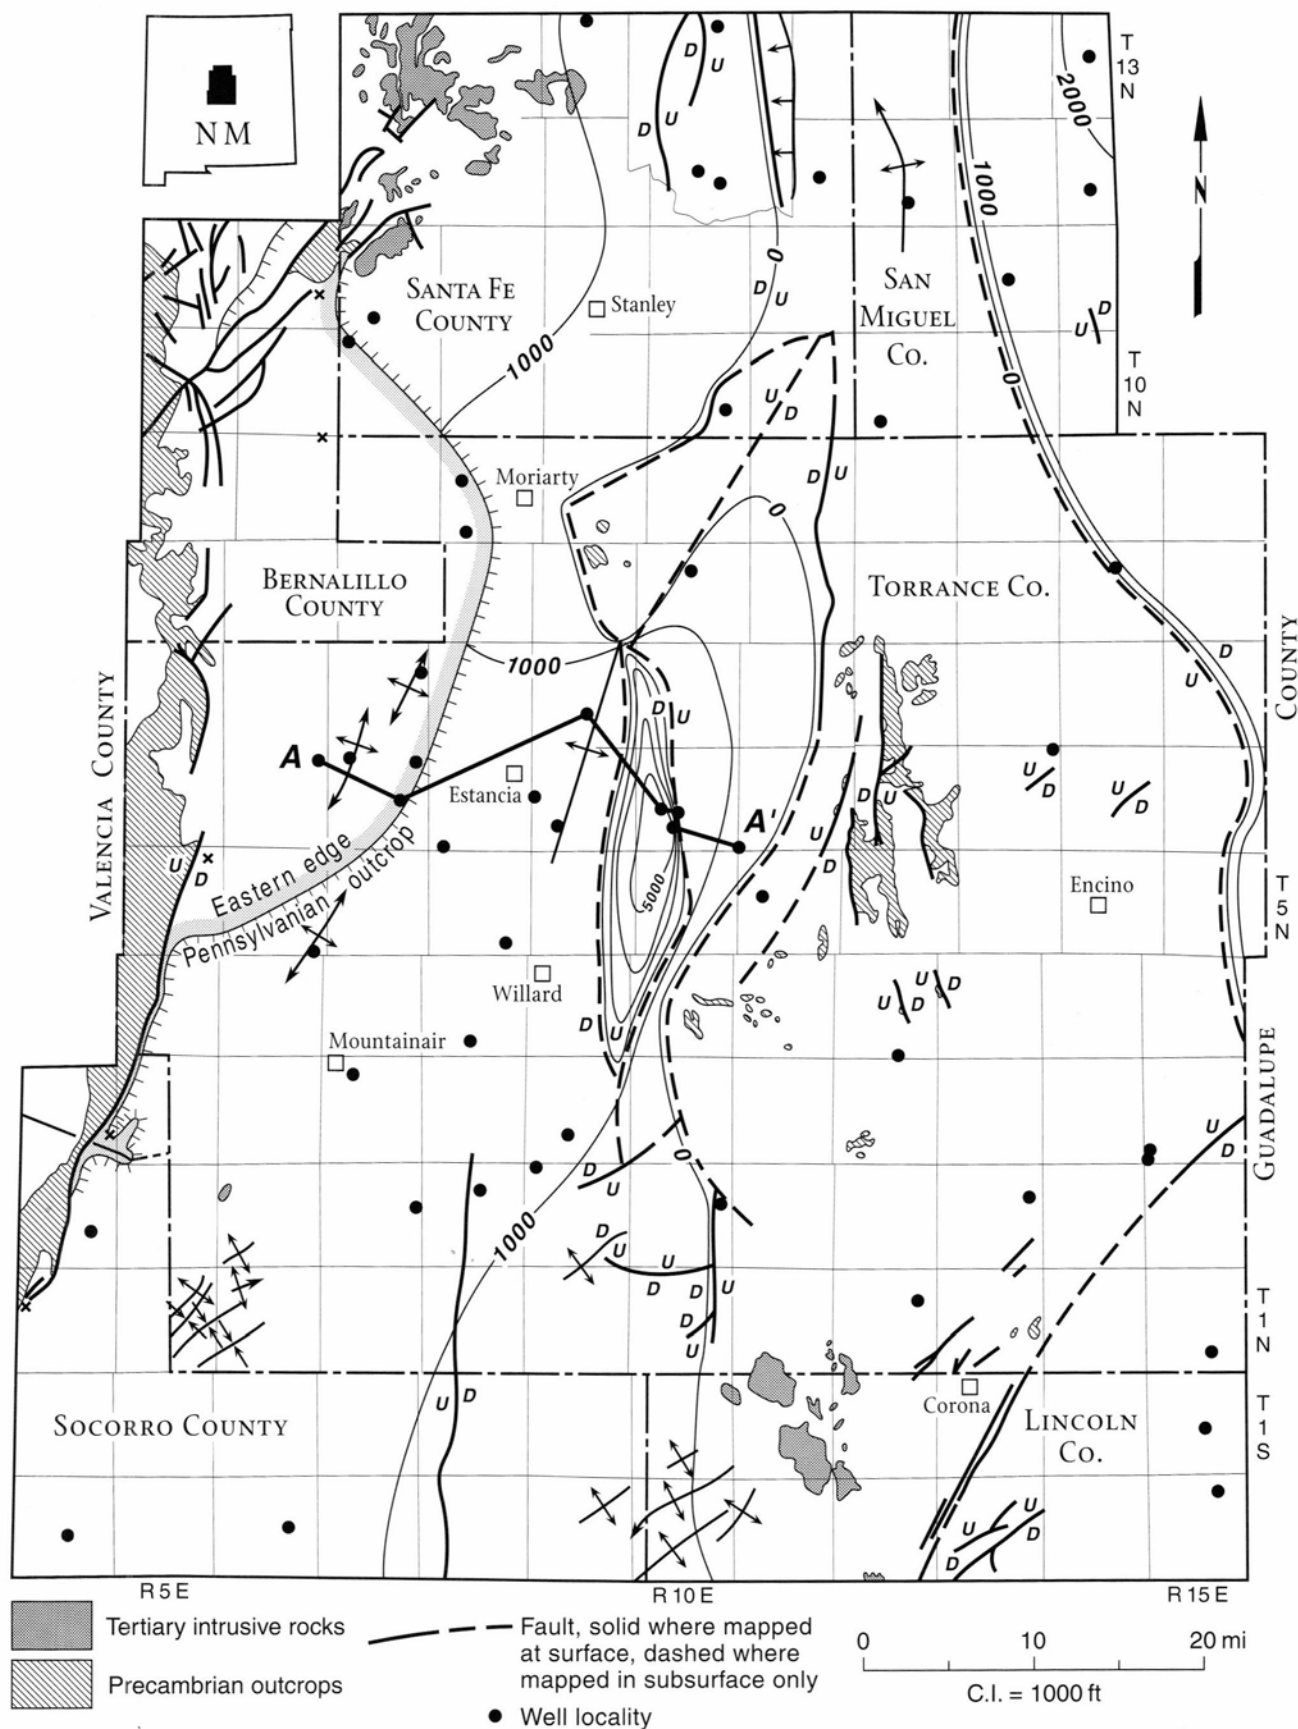 NM
T
13
N
2000
1000
N
D
U
D
U
0
D
U
SANTA FE
COUNTY
Stanley
SAN
MIGUEL
CO.
D
U
1000
0
T
10
N
U
D
Moriarty
D
U
0
BERNALILLO
COUNTY
TORRANCE CO.
1000
D
U
COUNTY
VALENCIA COUNTY
D
U
A
Estancia
A'
U
D
D
U
U
D
U
D
U
D
Eastern edge
Pennsylvanian outcrop
5000
Encino
T
5
N
Willard
U
D
U
D
D
U
Mountainair
GUADALUPE
U
D
0
D
U
1000
D
U
U
D
D
U
D
U
T
1
N
U
D
Corona
SOCORRO COUNTY
LINCOLN
CO.
T
1
S
U
U
D
D
R 5 E
R 10 E
R 15 E
Tertiary intrusive rocks
Precambrian outcrops
Fault, solid where mapped
at surface, dashed where
mapped in subsurface only
Well locality
0 10 20 mi
C.I. = 1000 ft